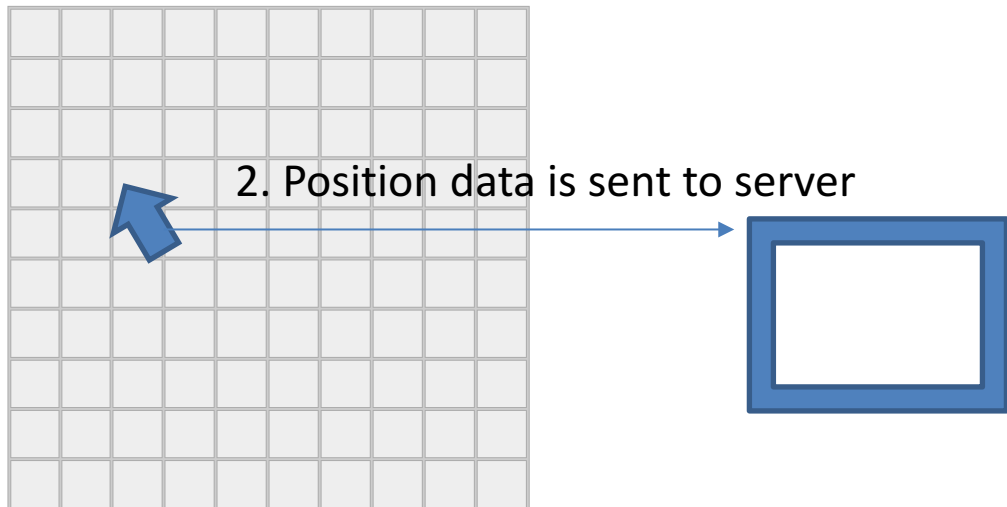 2. Position data is sent to server